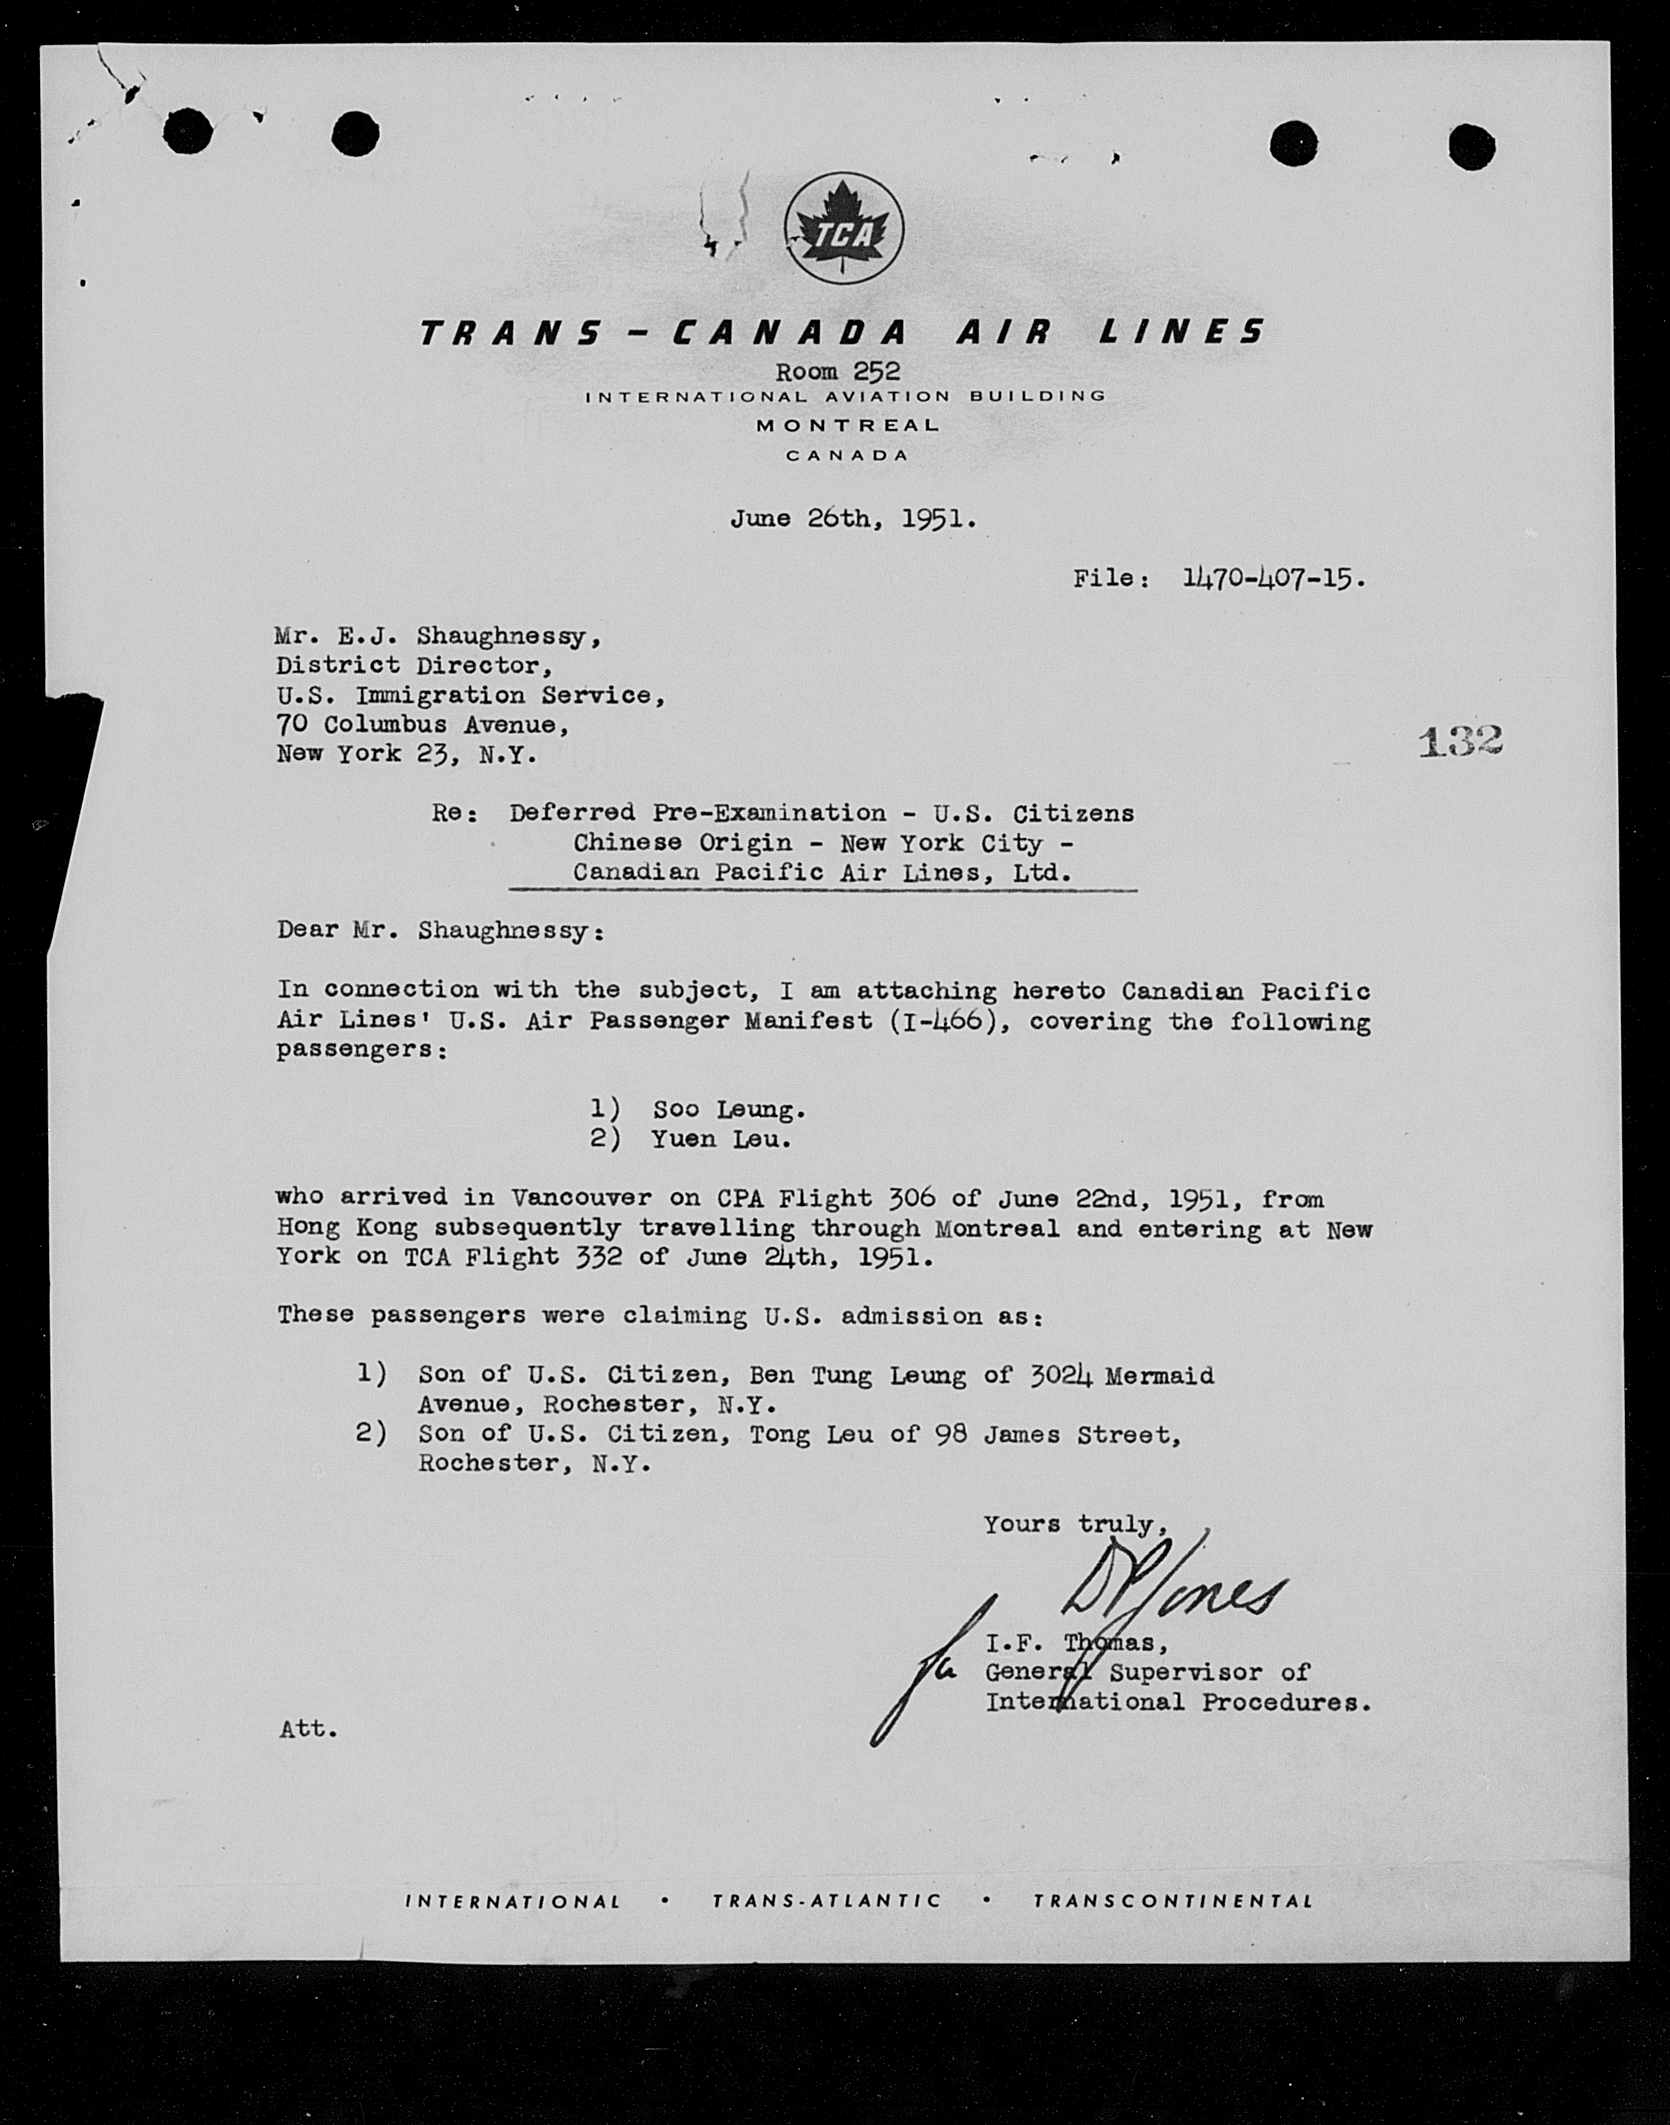 TCA
TRANS-CANADA AIR LINES
Room 252
INTERNATIONAL AVIATION BUILDING
MONTREAL
CANADA
June 26th, 1951.
File: 1470-407-15.
Mr. E.J. Shaughnessy,
District Director,
U.S. Immigration Service,
70 Columbus Avenue,
New York 23, N.Y.
132
Re: Deferred Pre-Examination - U.S. Citizens
Chinese Origin - New York City -
Canadian Pacific Air Lines, Ltd.
Dear Mr. Shaughnessy:
In connection with the subject, I am attaching hereto Canadian Pacific
Air Lines' U.S. Air Passenger Manifest (I-466), covering the following
passengers:
1) Soo Leung.
2) Yuen Leu.
who arrived in Vancouver on CPA Flight 306 of June 22nd, 1951, from
Hong Kong subsequently travelling through Montreal and entering at New
York on TCA Flight 332 of June 24th, 1951.
These passengers were claiming U.S. admission as:
1) Son of U.S. Citizen, Ben Tung Leung of 3024 Mermaid
Avenue, Rochester, N.Y.
2) Son of U.S. Citizen, Tong Leu of 98 James Street,
Rochester, N.Y.
Yours truly,
DP Jones
for I.F. Thomas,
General Supervisor of
International Procedures.
Att.
INTERNATIONAL • TRANS-ATLANTIC • TRANSCONTINENTAL